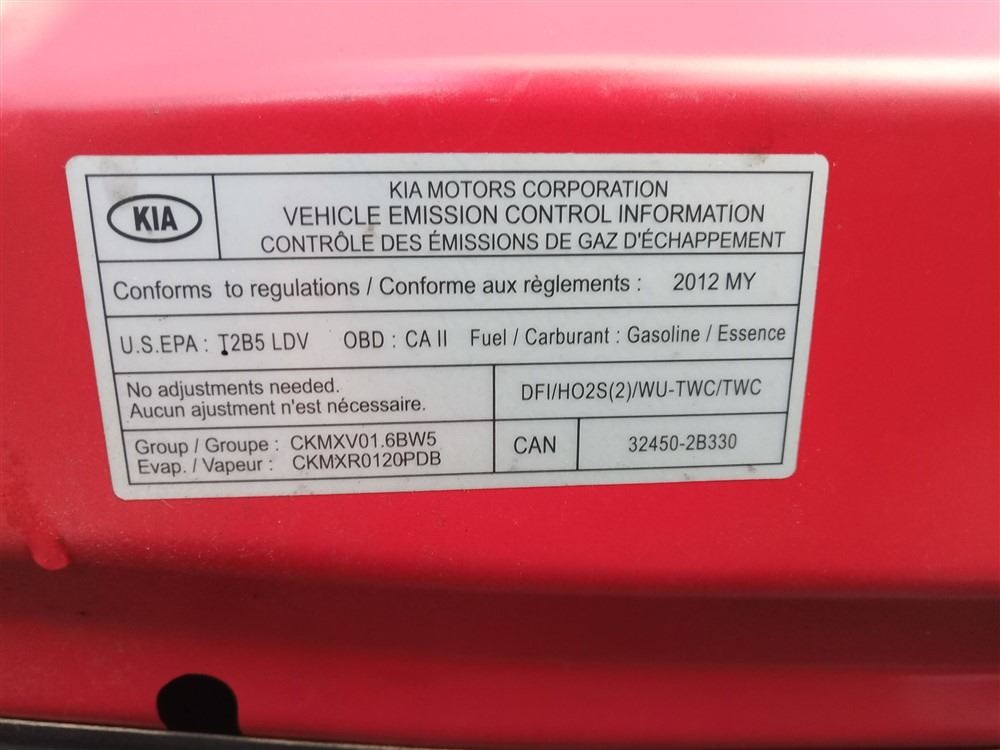 KIA
KIA MOTORS CORPORATION
VEHICLE EMISSION CONTROL INFORMATION
CONTRÔLE DES ÉMISSIONS DE GAZ D'ÉCHAPPEMENT
Conforms to regulations / Conforme aux règlements : 2012 MY
U.S.EPA : T2B5 LDV OBD : CA II Fuel / Carburant : Gasoline / Essence
No adjustments needed.
Aucun ajustment n'est nécessaire.
DFI/HO2S(2)/WU-TWC/TWC
Group / Groupe : CKMXV01.6BW5
Evap. / Vapeur : CKMXR0120PDB
CAN
32450-2B330